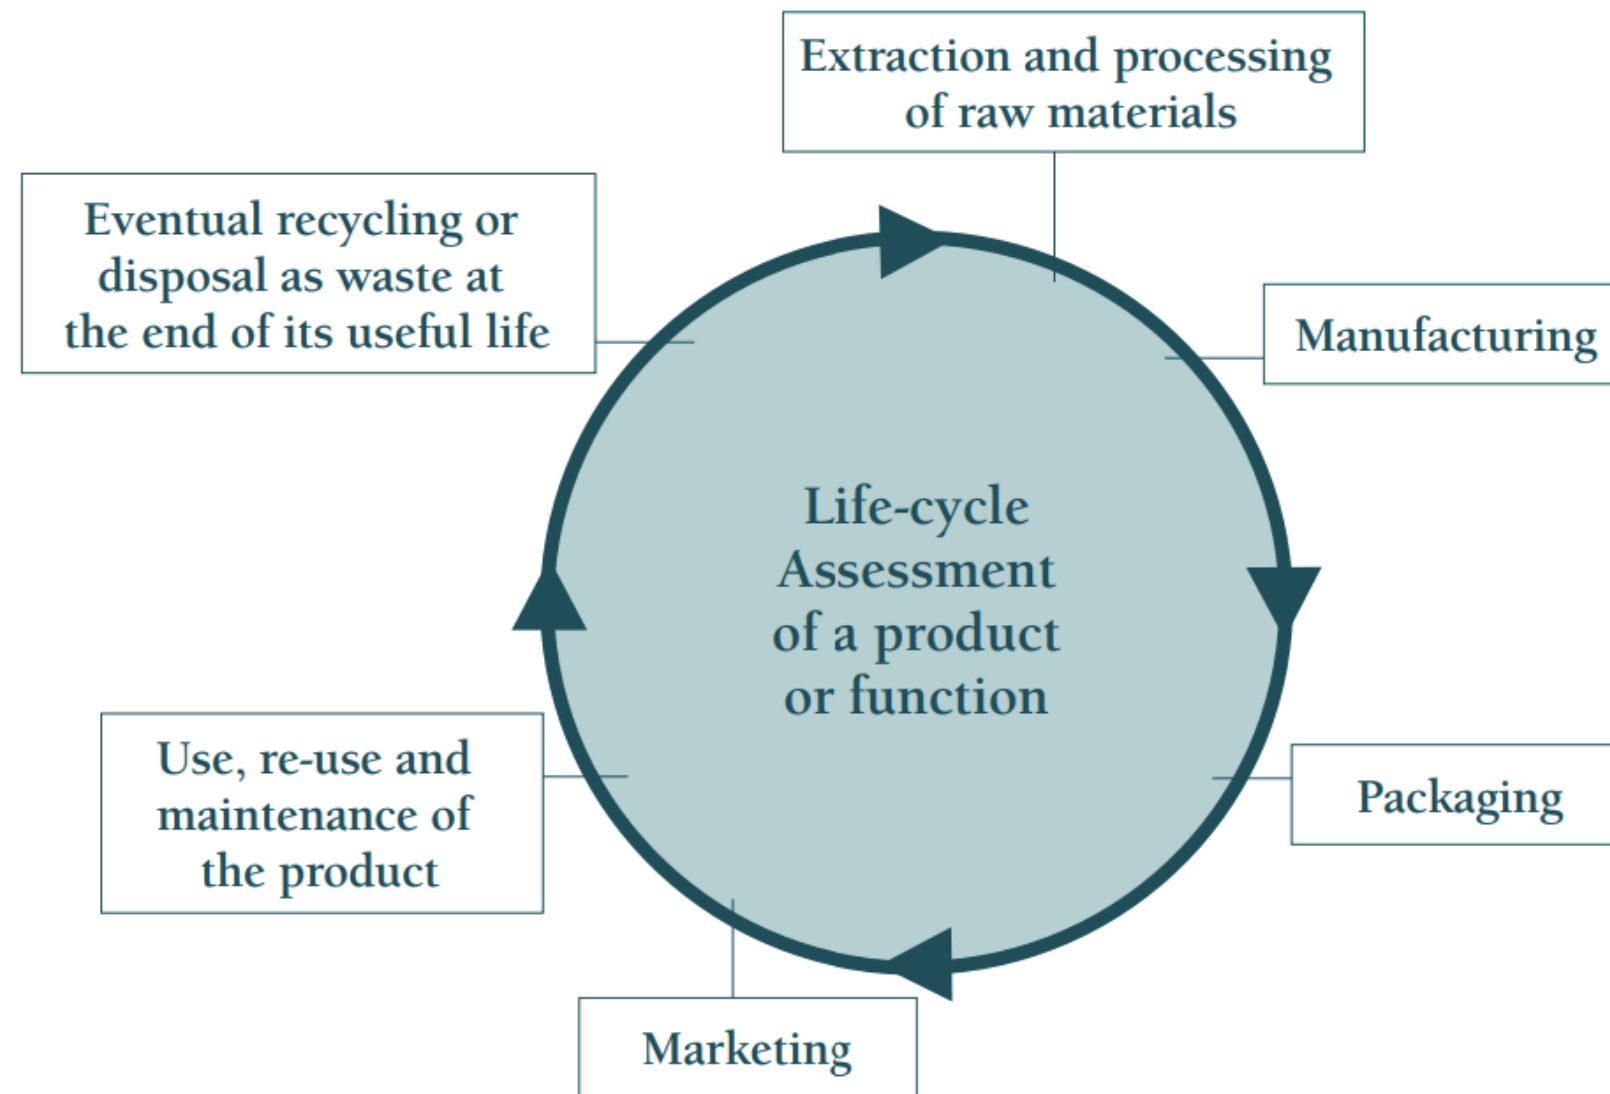 Extraction and processing
of raw materials
Manufacturing
Packaging
Marketing
Use, re-use and
maintenance of
the product
Eventual recycling or
disposal as waste at
the end of its useful life
Life-cycle
Assessment
of a product
or function